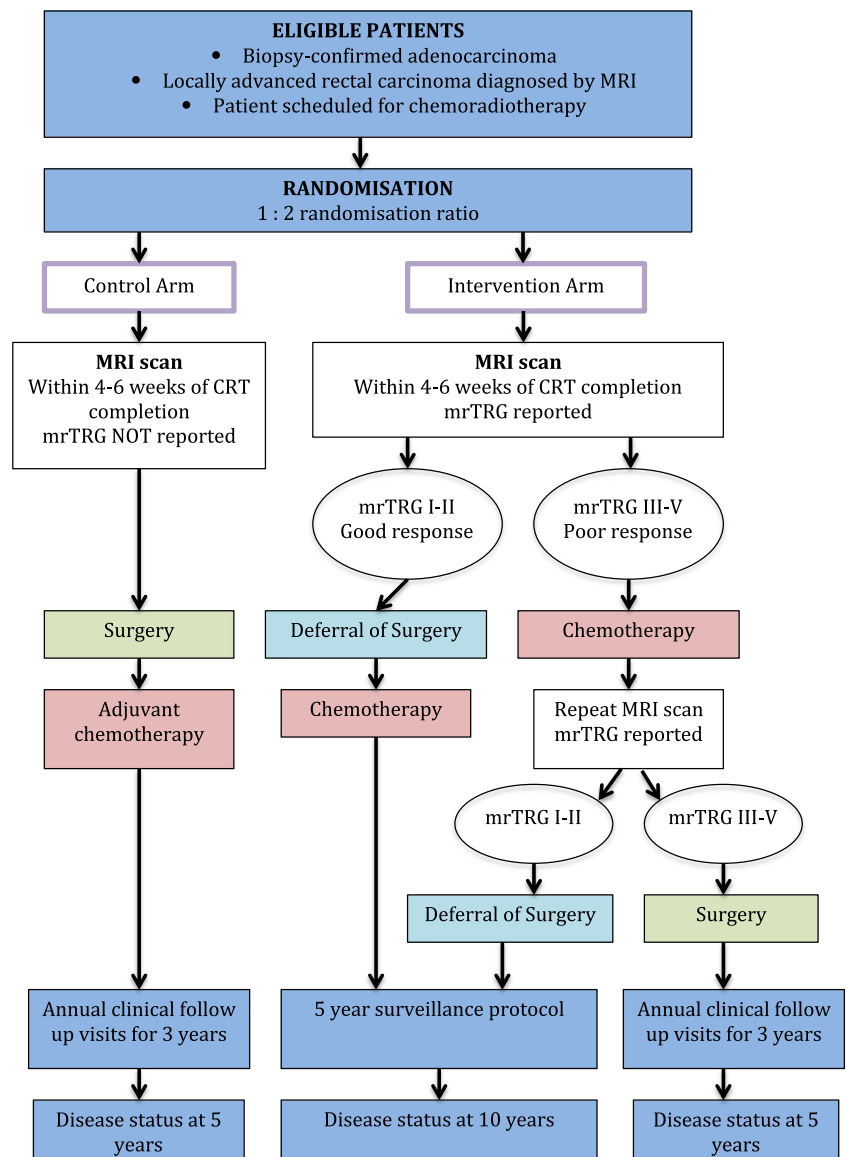 ELIGIBLE PATIENTS
• Biopsy-confirmed adenocarcinoma
• Locally advanced rectal carcinoma diagnosed by MRI
• Patient scheduled for chemoradiotherapy
RANDOMISATION
1 : 2 randomisation ratio
Control Arm
Intervention Arm
MRI scan
Within 4-6 weeks of CRT
completion
mrTRG NOT reported
MRI scan
Within 4-6 weeks of CRT completion
mrTRG reported
mrTRG I-II
Good response
mrTRG III-V
Poor response
Surgery
Deferral of Surgery
Chemotherapy
Adjuvant
chemotherapy
Chemotherapy
Repeat MRI scan
mrTRG reported
mrTRG I-II
mrTRG III-V
Deferral of Surgery
Surgery
Annual clinical follow
up visits for 3 years
5 year surveillance protocol
Annual clinical follow
up visits for 3 years
Disease status at 5
years
Disease status at 10 years
Disease status at 5
years